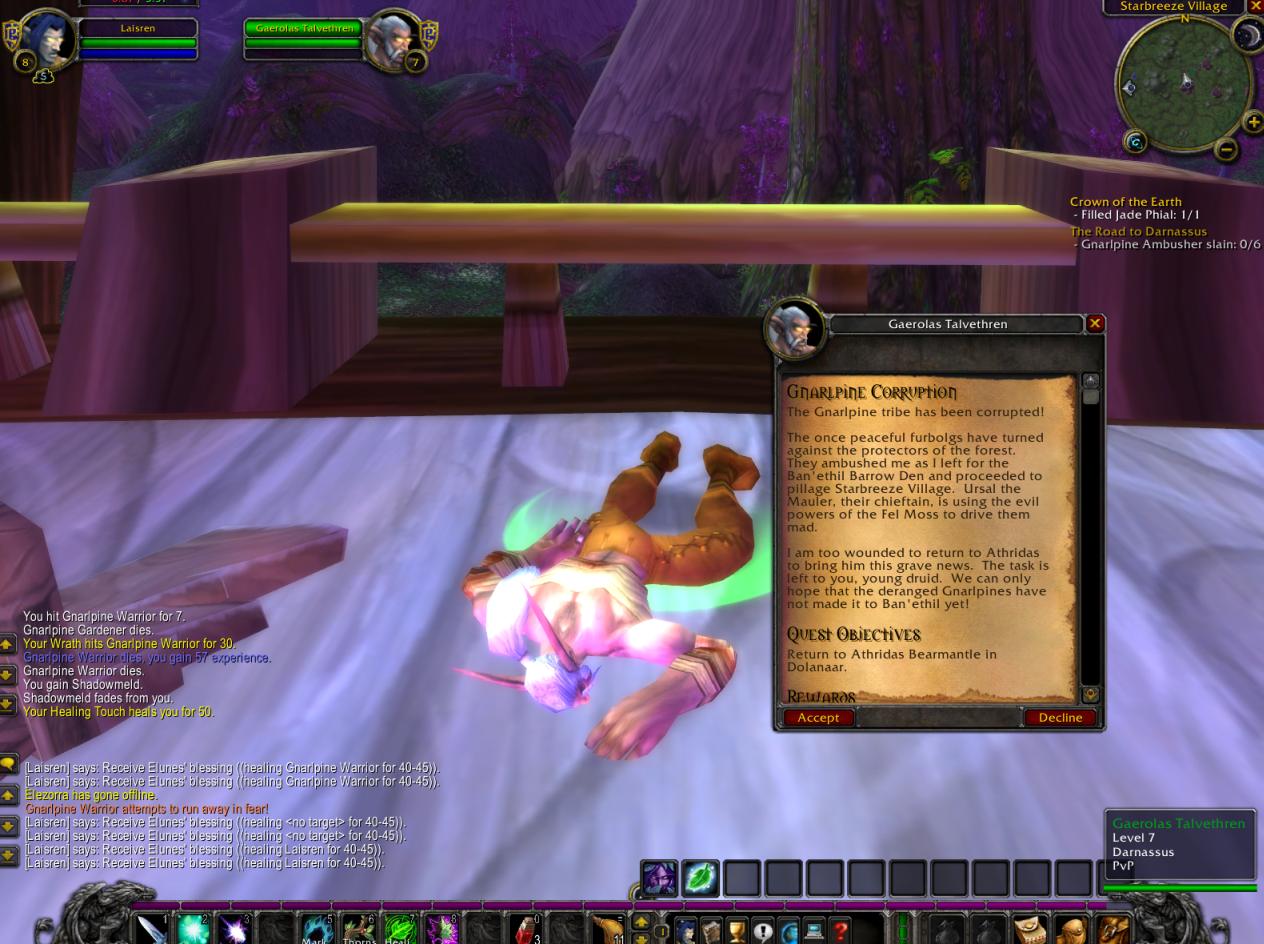 Laisren
8
S
Gaerolas Talvethren
7
Starbreeze Village
N
Crown of the Earth
- Filled Jade Phial: 1/1
The Road to Darnassus
- Gnarlpine Ambusher slain: 0/6
Gaerolas Talvethren
Gnarlpine Corruption
The Gnarlpine tribe has been corrupted!
The once peaceful furbolgs have turned
against the protectors of the forest.
They ambushed me as I left for the
Ban'ethil Barrow Den and proceeded to
pillage Starbreeze Village. Ursal the
Mauler, their chieftain, is using the evil
powers of the Fel Moss to drive them
mad.
I am too wounded to return to Athridas
to bring him this grave news. The task is
left to you, young druid. We can only
hope that the deranged Gnarlpines have
not made it to Ban'ethil yet!
Quest Objectives
Return to Athridas Bearmantle in
Dolanaar.
Rewards
Accept
Decline
You hit Gnarlpine Warrior for 7.
Gnarlpine Gardener dies.
Your Wrath hits Gnarlpine Warrior for 30.
Gnarlpine Warrior dies, you gain 57 experience.
Gnarlpine Warrior dies.
You gain Shadowmeld.
Shadowmeld fades from you.
Your Healing Touch heals you for 50.
[Laisren] says: Receive Elunes' blessing ((healing Gnarlpine Warrior for 40-45)).
[Laisren] says: Receive Elunes' blessing ((healing Gnarlpine Warrior for 40-45)).
Elezorra has gone offline.
Gnarlpine Warrior attempts to run away in fear!
[Laisren] says: Receive Elunes' blessing ((healing <no target> for 40-45)).
[Laisren] says: Receive Elunes' blessing ((healing <no target> for 40-45)).
[Laisren] says: Receive Elunes' blessing ((healing Laisren for 40-45)).
[Laisren] says: Receive Elunes' blessing ((healing Laisren for 40-45)).
Gaerolas Talvethren
Level 7
Darnassus
PvP
1 2 3 5 6 7 8 0 =
Mark Thorns Heali
3 11 1